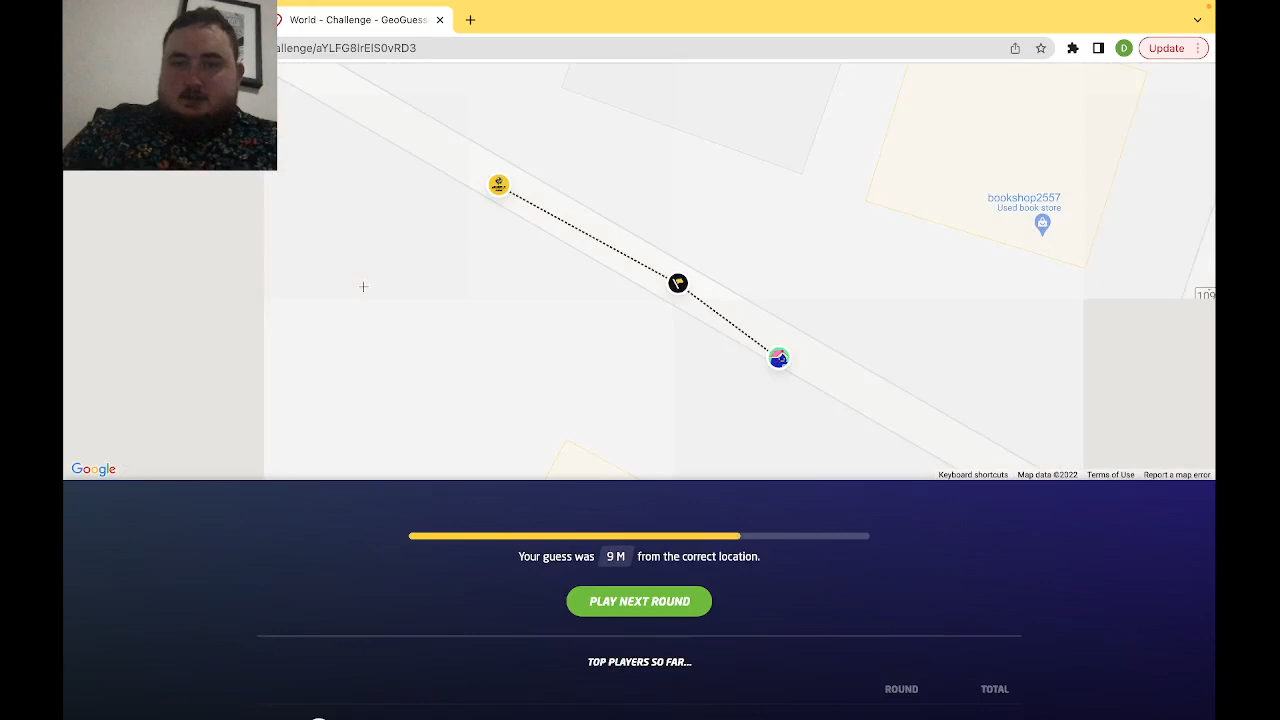 World - Challenge - GeoGuess
allenge/aYLFG8IrEIS0vRD3
D
Update
bookshop2557
Used book store
109
Google
Keyboard shortcuts
Map data ©2022
Terms of Use
Report a map error
Your guess was 9 M from the correct location.
PLAY NEXT ROUND
TOP PLAYERS SO FAR...
ROUND
TOTAL